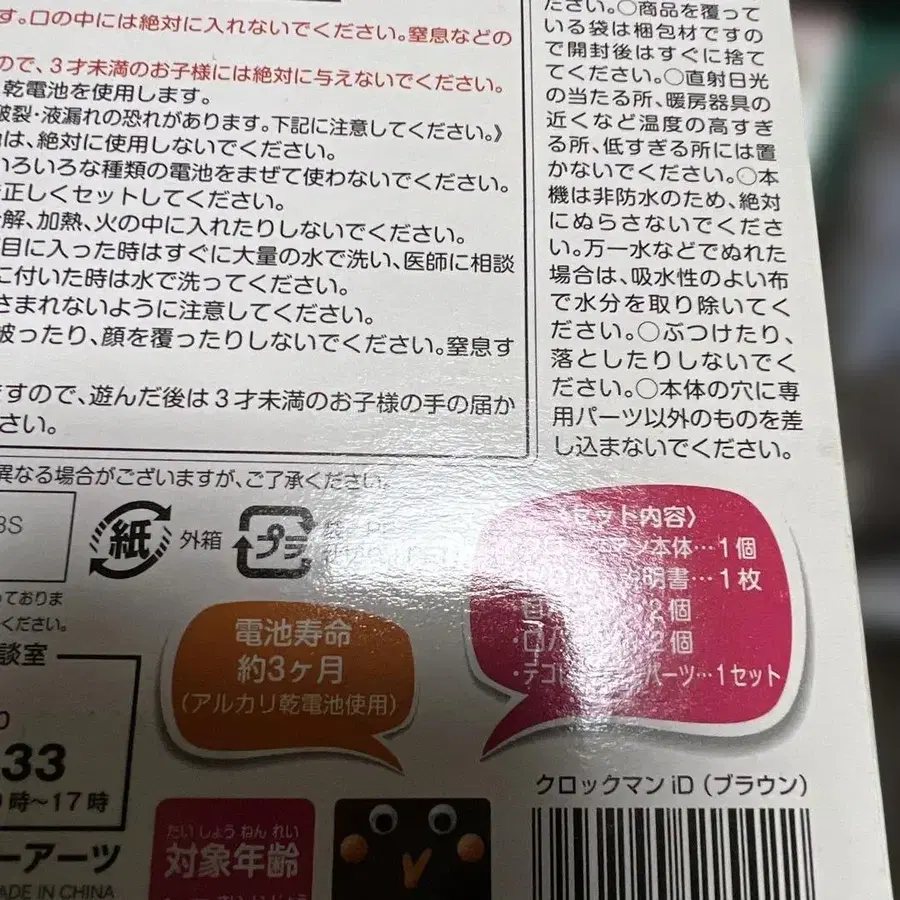 す。口の中には絶対に入れないでください。窒息などの
ので、3才未満のお子様には絶対に与えないでください。
乾電池を使用します。
破裂・液漏れの恐れがあります。下記に注意してください。》
は、絶対に使用しないでください。
いろいろな種類の電池をまぜて使わないでください。
正しくセットしてください。
解、加熱、火の中に入れたりしないでください。
目に入った時はすぐに大量の水で洗い、医師に相談
に付いた時は水で洗ってください。
さまれないように注意してください。
被ったり、顔を覆ったりしないでください。窒息す
ますので、遊んだ後は3才未満のお子様の手の届か
さい。
ださい。○商品を覆って
いる袋は梱包材ですの
で開封後はすぐに捨て
てください。○直射日光
の当たる所、暖房器具の
近くなど温度の高すぎ
る所、低すぎる所には置
かないでください。○本
機は非防水のため、絶対
にぬらさないでくださ
い。万一水などでぬれた
場合は、吸水性のよい布
で水分を取り除いてく
ださい。○ぶつけたり、
落としたりしないでく
ださい。○本体の穴に専
用パーツ以外のものを差
し込まないでください。
異なる場合がございますが、ご了承ください。
BS
紙
外箱
プラ
っておりま
ください。
談室
33
時〜17時
ーアーツ
MADE IN CHINA
電池寿命
約3ヶ月
(アルカリ乾電池使用)
セット内容〉
マン本体…1個
明書…1枚
2個
2個
パーツ…1セット
クロックマン iD (ブラウン)
たいしょうねんれい
対象年齢